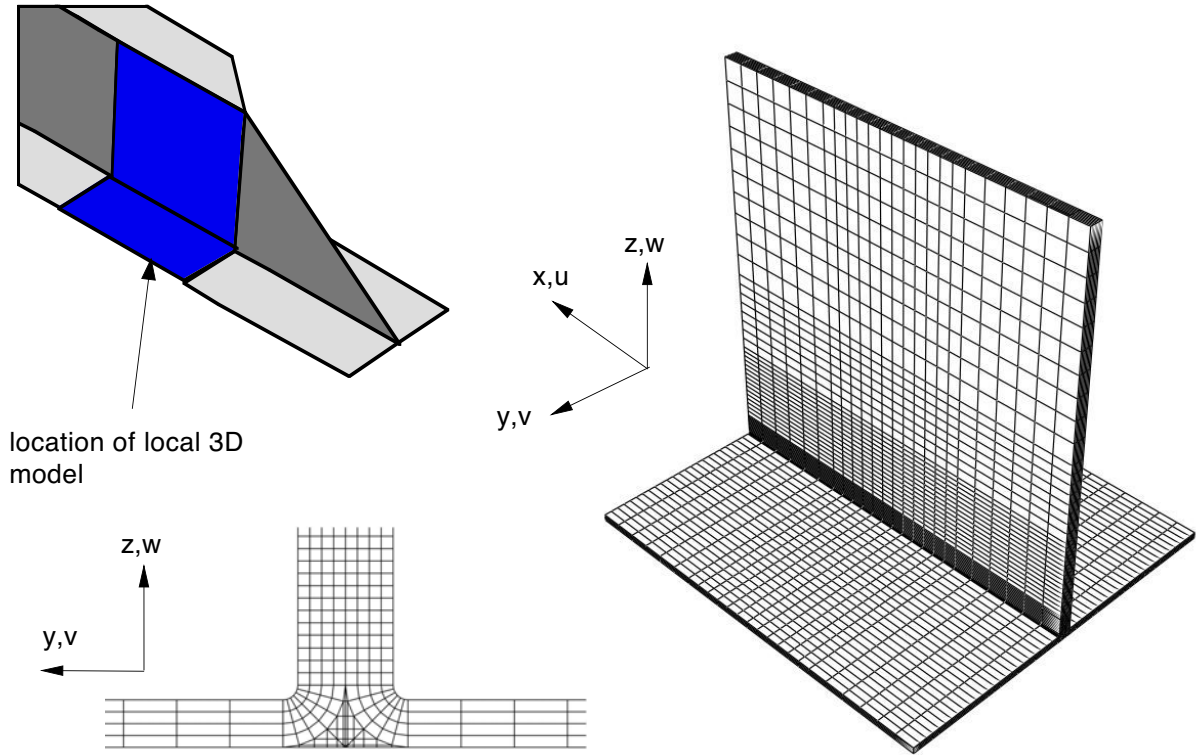 z,w
x,u
y,v
location of local 3D
model
z,w
y,v